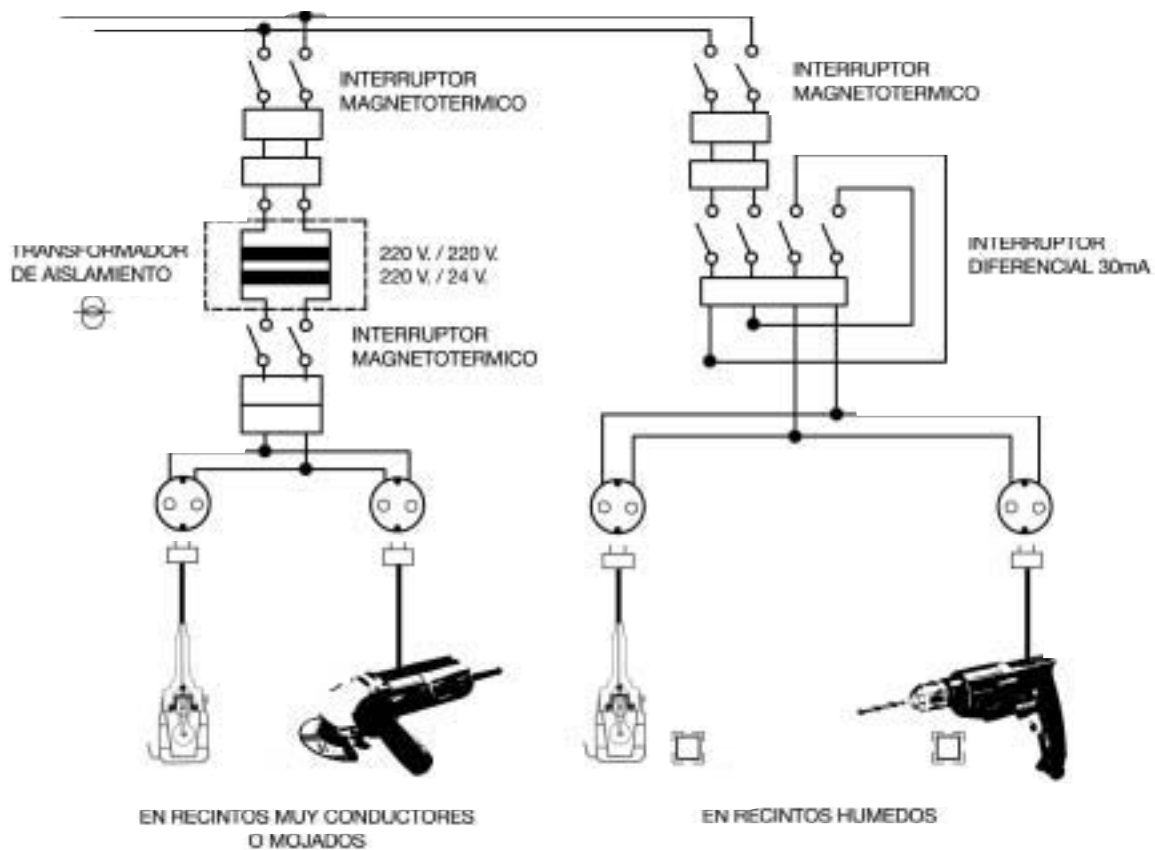 INTERRUPTOR
MAGNETOTERMICO
INTERRUPTOR
MAGNETOTERMICO
TRANSFORMADOR
DE AISLAMIENTO
220 V. / 220 V.
220 V. / 24 V.
INTERRUPTOR
DIFERENCIAL 30mA
INTERRUPTOR
MAGNETOTERMICO
EN RECINTOS MUY CONDUCTORES
O MOJADOS
EN RECINTOS HUMEDOS